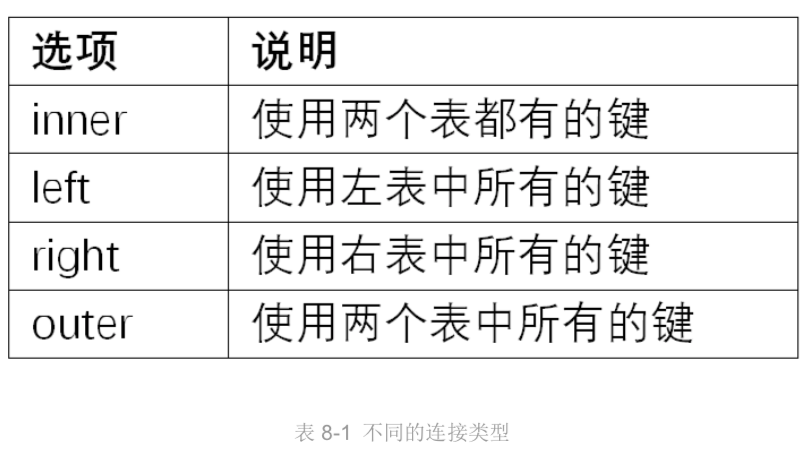 选项 说明
inner 使用两个表都有的键
left 使用左表中所有的键
right 使用右表中所有的键
outer 使用两个表中所有的键
表 8-1 不同的连接类型